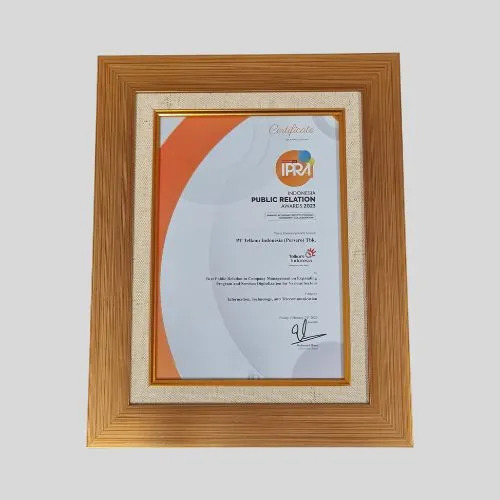 Certificate
IPRA
INDONESIA
PUBLIC RELATION
AWARDS 2023
PT Telkom Indonesia (Persero) Tbk.
Telkom
Indonesia
Best Public Relation in Company Management on Expanding
Program and Services Digitalization for Various Sectors
Information, Technology, and Telecommunication